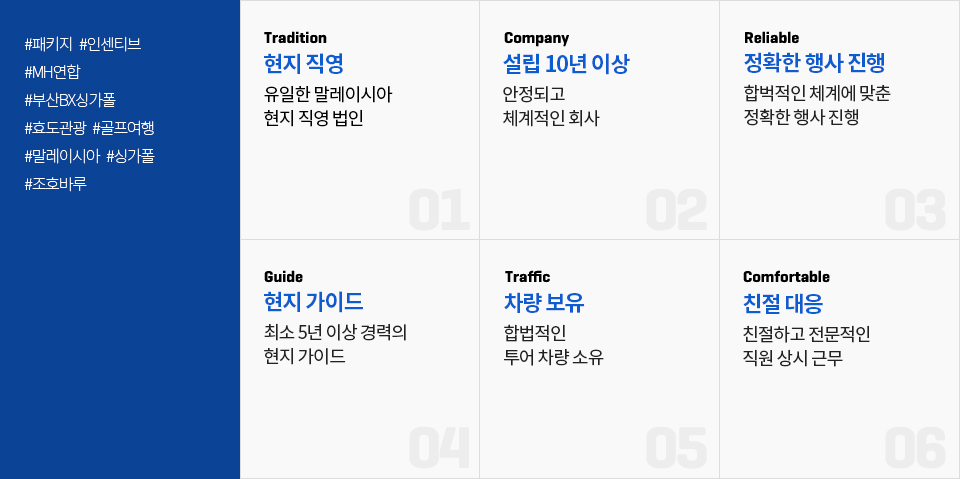 #패키지 #인센티브
#MH연합
#부산BX싱가폴
#효도관광 #골프여행
#말레이시아 #싱가폴
#조호바루
Tradition
현지 직영
유일한 말레이시아
현지 직영 법인
01
Company
설립 10년 이상
안정되고
체계적인 회사
02
Reliable
정확한 행사 진행
합벅적인 체계에 맞춘
정확한 행사 진행
03
Guide
현지 가이드
최소 5년 이상 경력의
현지 가이드
04
Traffic
차량 보유
합법적인
투어 차량 소유
05
Comfortable
친절 대응
친절하고 전문적인
직원 상시 근무
06